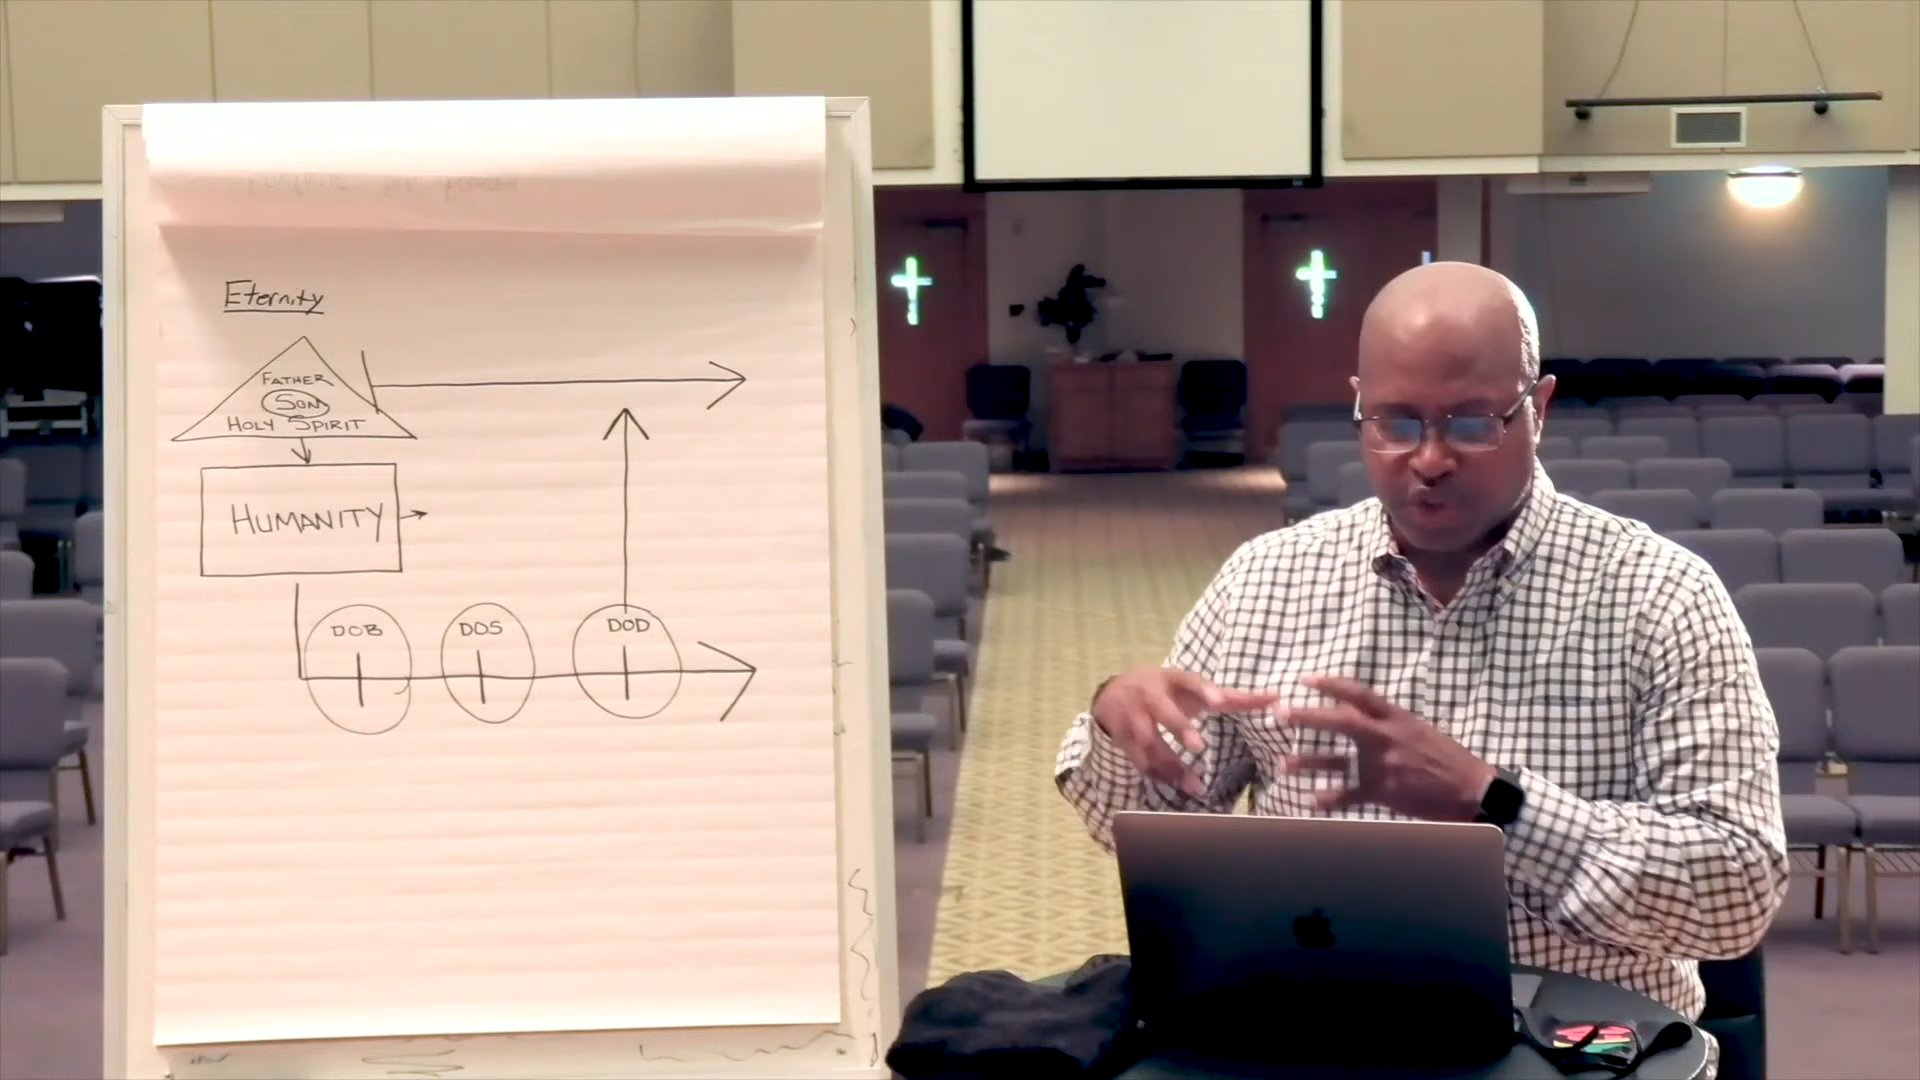 Eternity
FATHER
SON
HOLY SPIRIT
HUMANITY
DOB DOS DOD